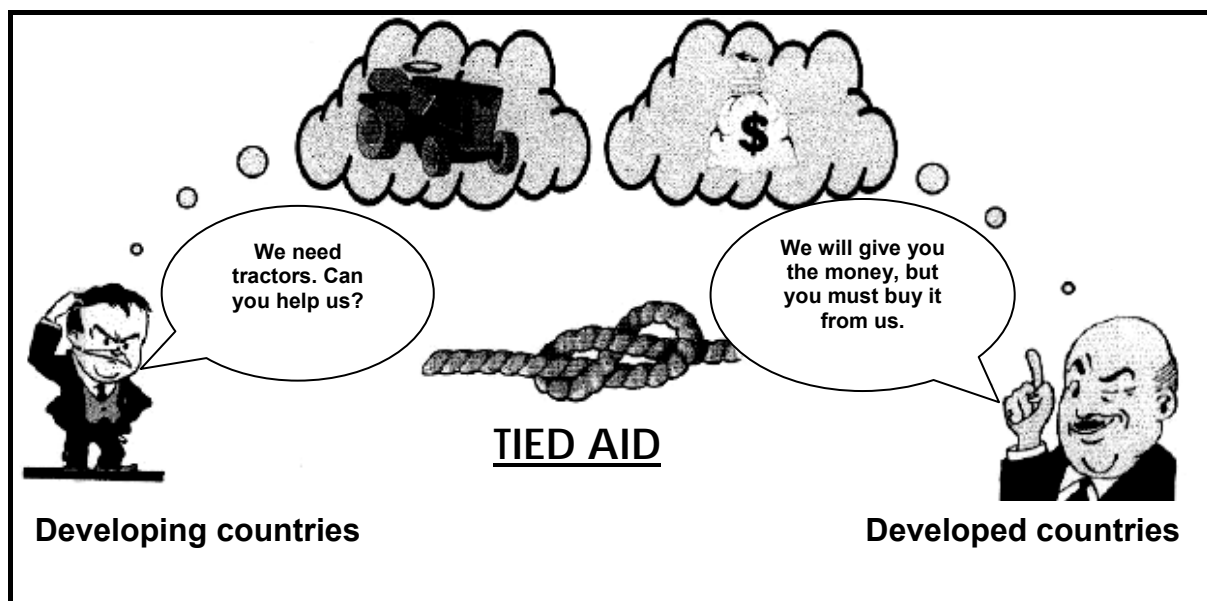 $
We need
tractors. Can
you help us?
We will give you
the money, but
you must buy it
from us.
TIED AID
Developing countries
Developed countries